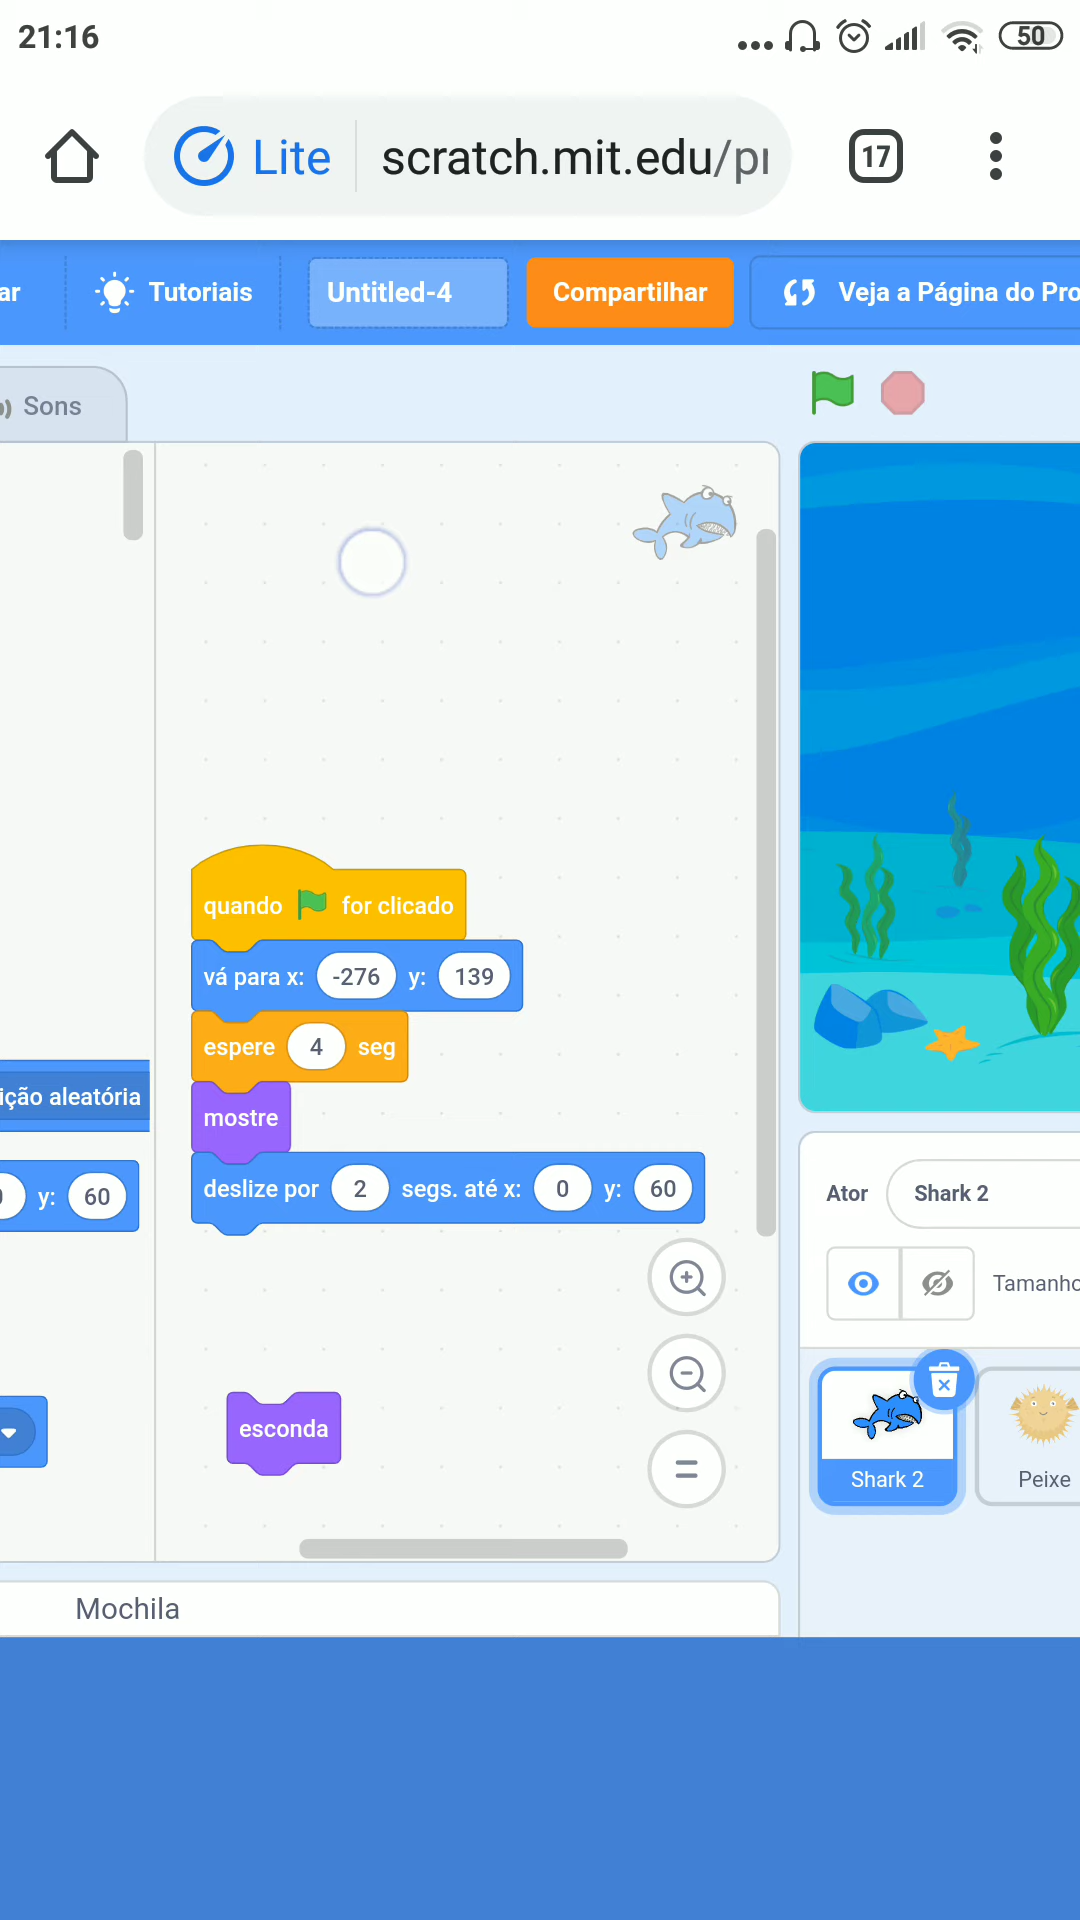 21:16
50
Lite
scratch.mit.edu/pr
17
ar
Tutoriais
Untitled-4
Compartilhar
Veja a Página do Pro
Sons
quando for clicado
vá para x: -276 y: 139
espere 4 seg
mostre
deslize por 2 segs. até x: 0 y: 60
esconda
ição aleatória
y: 60
Ator Shark 2
Tamanho
Shark 2
Peixe
Mochila